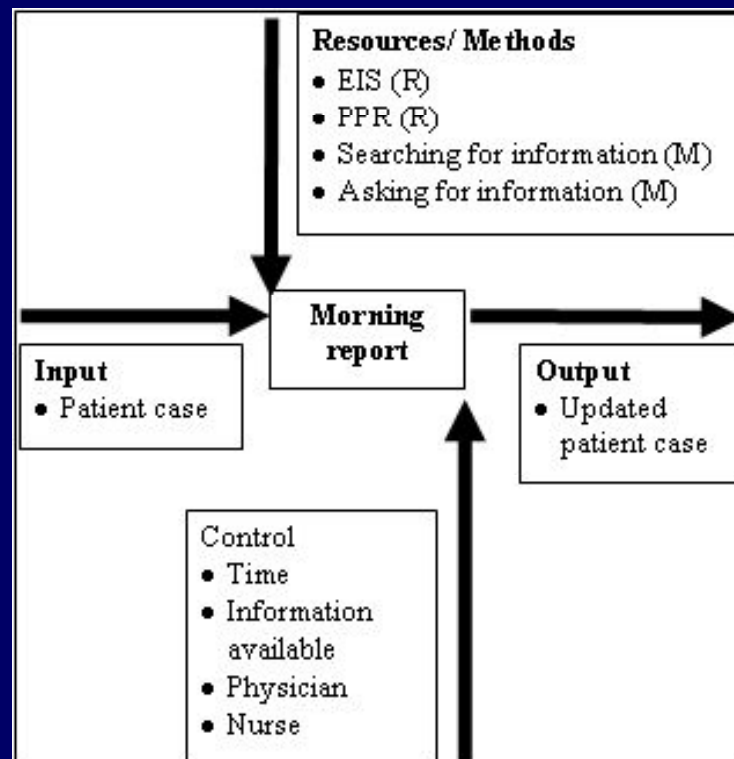 Resources/ Methods
● EIS (R)
● PPR (R)
● Searching for information (M)
● Asking for information (M)
Morning
report
Input
● Patient case
Output
● Updated
patient case
Control
● Time
● Information
available
● Physician
● Nurse